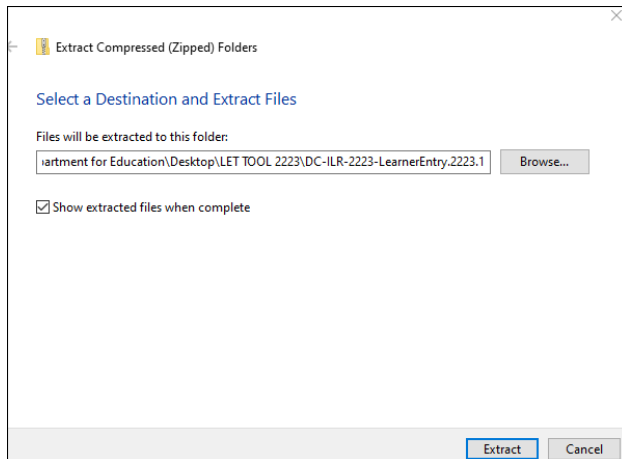 Extract Compressed (Zipped) Folders
Select a Destination and Extract Files
Files will be extracted to this folder:
artment for Education\Desktop\LET TOOL 2223\DC-ILR-2223-LearnerEntry.2223.1
Browse...
Show extracted files when complete
Extract
Cancel